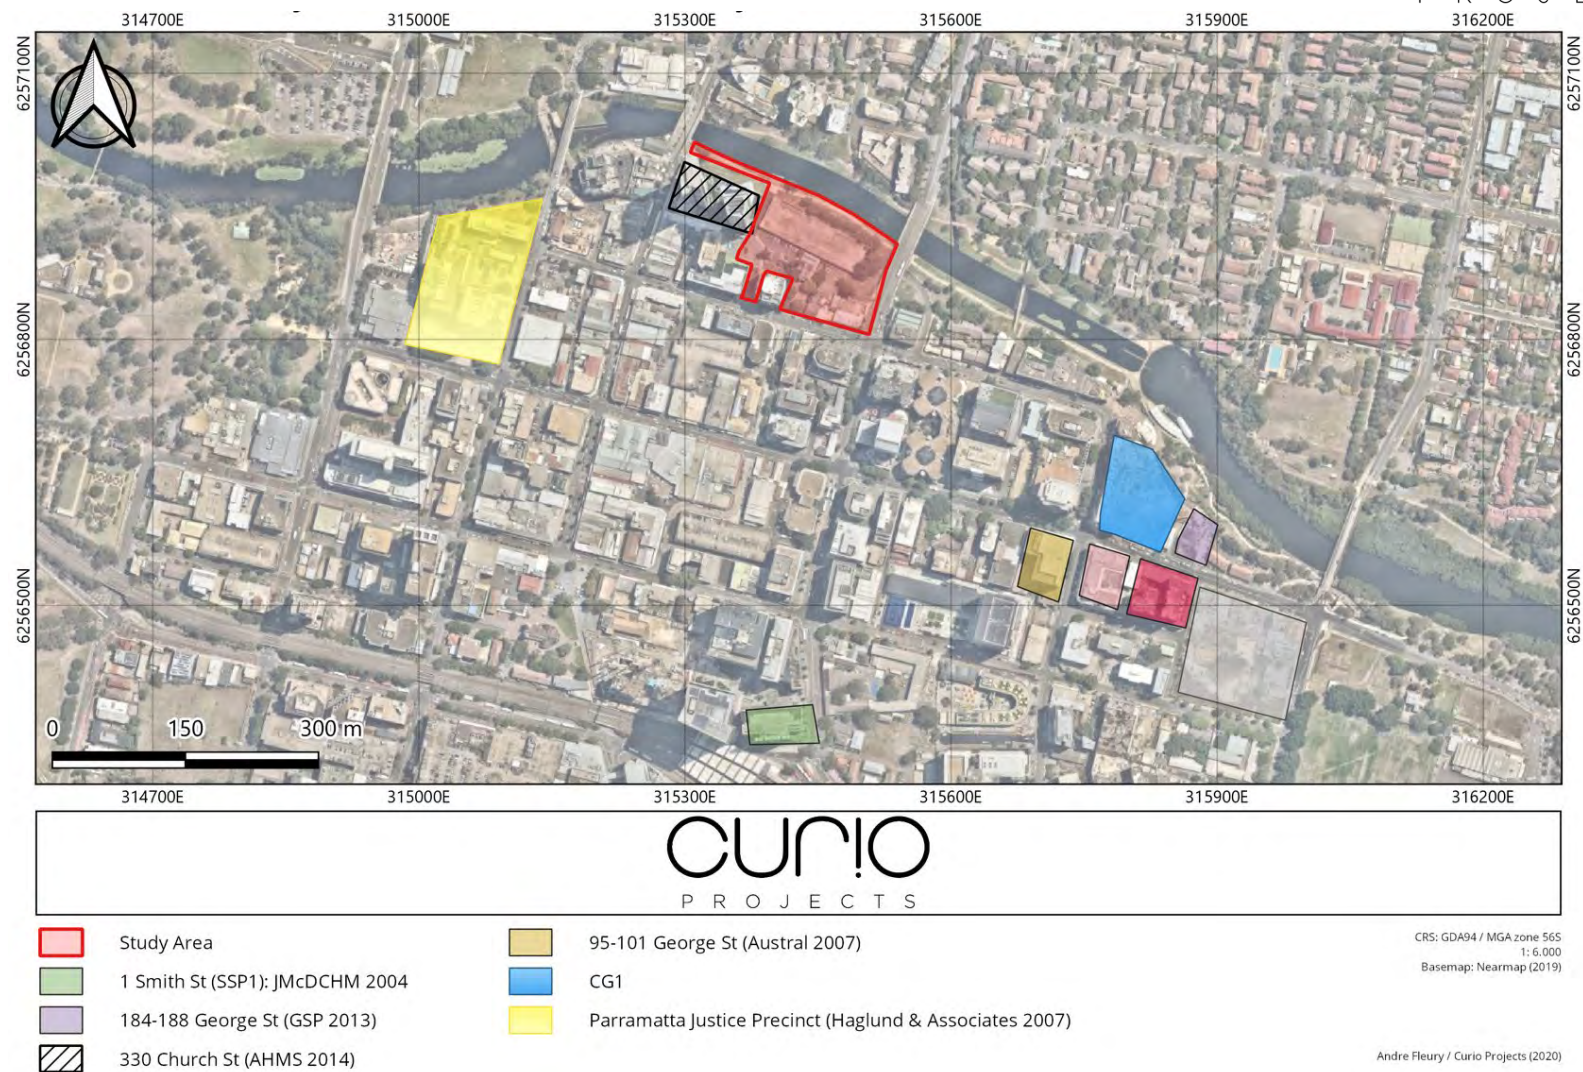 314700E 315000E 315300E 315600E 315900E 316200E
6257100N 6257100N
6256800N 6256800N
6256500N 6256500N
0 150 300 m
314700E 315000E 315300E 315600E 315900E 316200E
curio
PROJECTS
Study Area
1 Smith St (SSP1): JMcDCHM 2004
184-188 George St (GSP 2013)
330 Church St (AHMS 2014)
95-101 George St (Austral 2007)
CG1
Parramatta Justice Precinct (Haglund & Associates 2007)
CRS: GDA94 / MGA zone 56S
1: 6.000
Basemap: Nearmap (2019)
Andre Fleury / Curio Projects (2020)